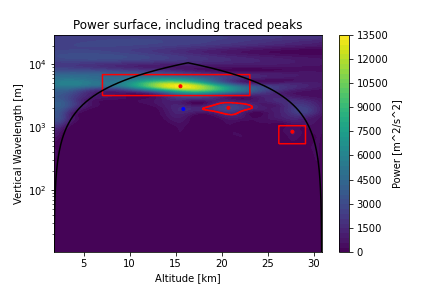 Power surface, including traced peaks
Vertical Wavelength [m]
10^4
10^3
10^2
5 10 15 20 25 30
Altitude [km]
13500
12000
10500
9000
7500
6000
4500
3000
1500
0
Power [m^2/s^2]